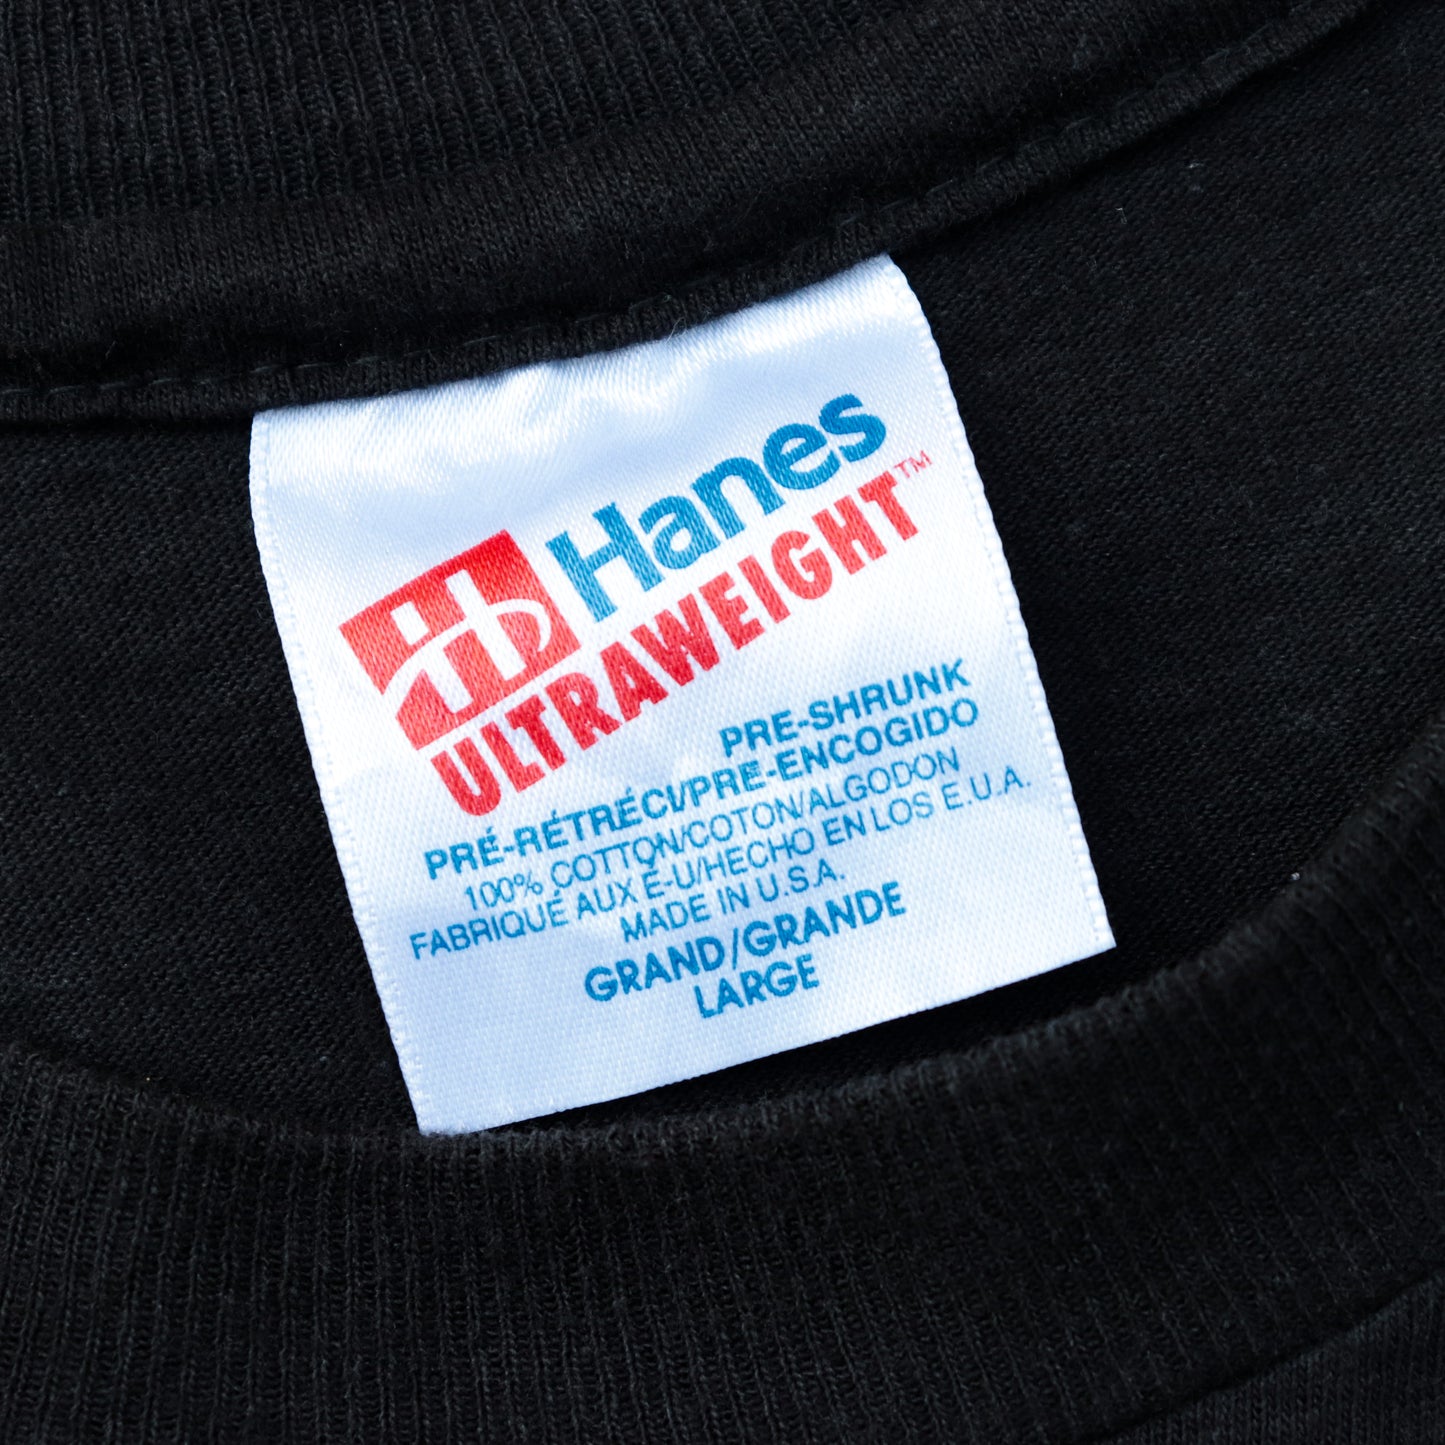 Hanes
ULTRAWEIGHT™
PRE-SHRUNK
PRÉ-RÉTRÉCI/PRE-ENCOGIDO
100% COTTON/COTON/ALGODON
FABRIQUÉ AUX É-U/HECHO EN LOS E.U.A.
MADE IN U.S.A.
GRAND/GRANDE
LARGE